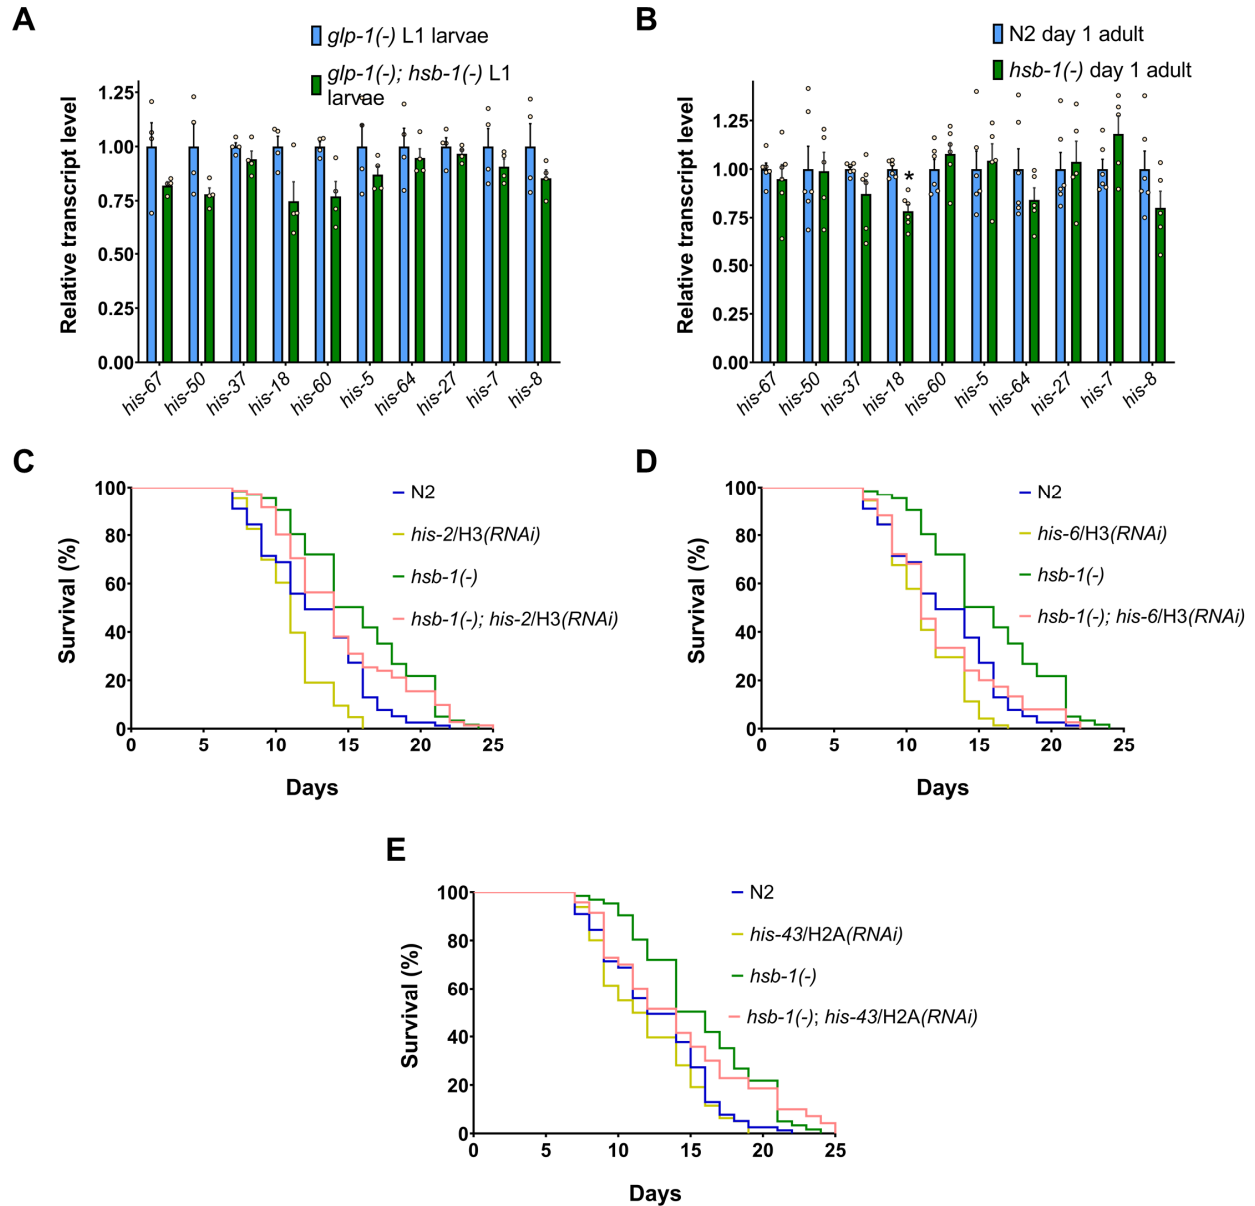 A
glp-1(-) L1 larvae
glp-1(-); hsb-1(-) L1
larvae
Relative transcript level
1.25
1.00
0.75
0.50
0.25
0.00
his-67
his-50
his-37
his-18
his-60
his-5
his-64
his-27
his-7
his-8
B
N2 day 1 adult
hsb-1(-) day 1 adult
Relative transcript level
1.25
1.00
0.75
0.50
0.25
0.00
*
his-67
his-50
his-37
his-18
his-60
his-5
his-64
his-27
his-7
his-8
C
Survival (%)
100
80
60
40
20
0
0 5 10 15 20 25
Days
N2
his-2/H3(RNAi)
hsb-1(-)
hsb-1(-); his-2/H3(RNAi)
D
Survival (%)
100
80
60
40
20
0
0 5 10 15 20 25
Days
N2
his-6/H3(RNAi)
hsb-1(-)
hsb-1(-); his-6/H3(RNAi)
E
Survival (%)
100
80
60
40
20
0
0 5 10 15 20 25
Days
N2
his-43/H2A(RNAi)
hsb-1(-)
hsb-1(-); his-43/H2A(RNAi)